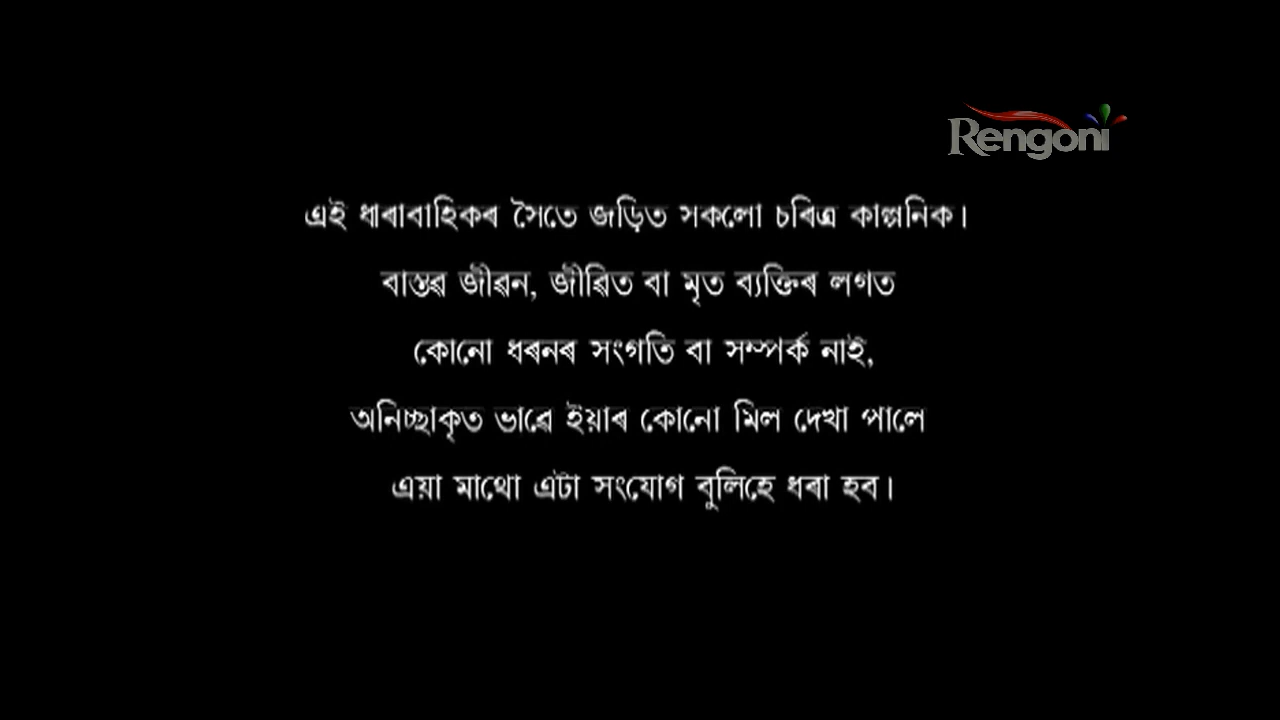 Rengoni
এই ধাৰাবাহিকৰ সৈতে জড়িত সকলো চৰিত্ৰ কাল্পনিক।
বাস্তৱ জীৱন, জীৱিত বা মৃত ব্যক্তিৰ লগত
কোনো ধৰনৰ সংগতি বা সম্পৰ্ক নাই,
অনিচ্ছাকৃত ভাৱে ইয়াৰ কোনো মিল দেখা পালে
এয়া মাথো এটা সংযোগ বুলিহে ধৰা হব।